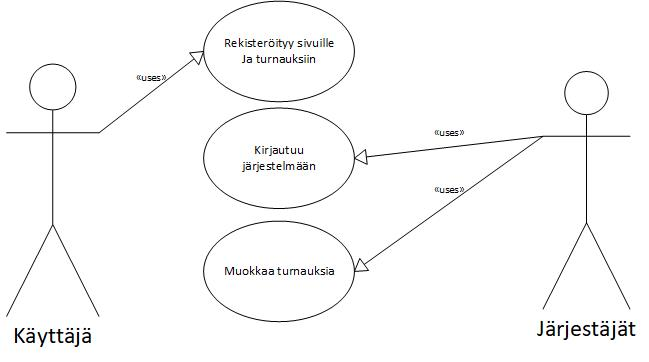 Rekisteröityy sivuille
Ja turnauksiin
«uses»
Kirjautuu
järjestelmään
«uses»
«uses»
Muokkaa turnauksia
Käyttäjä
Järjestäjät